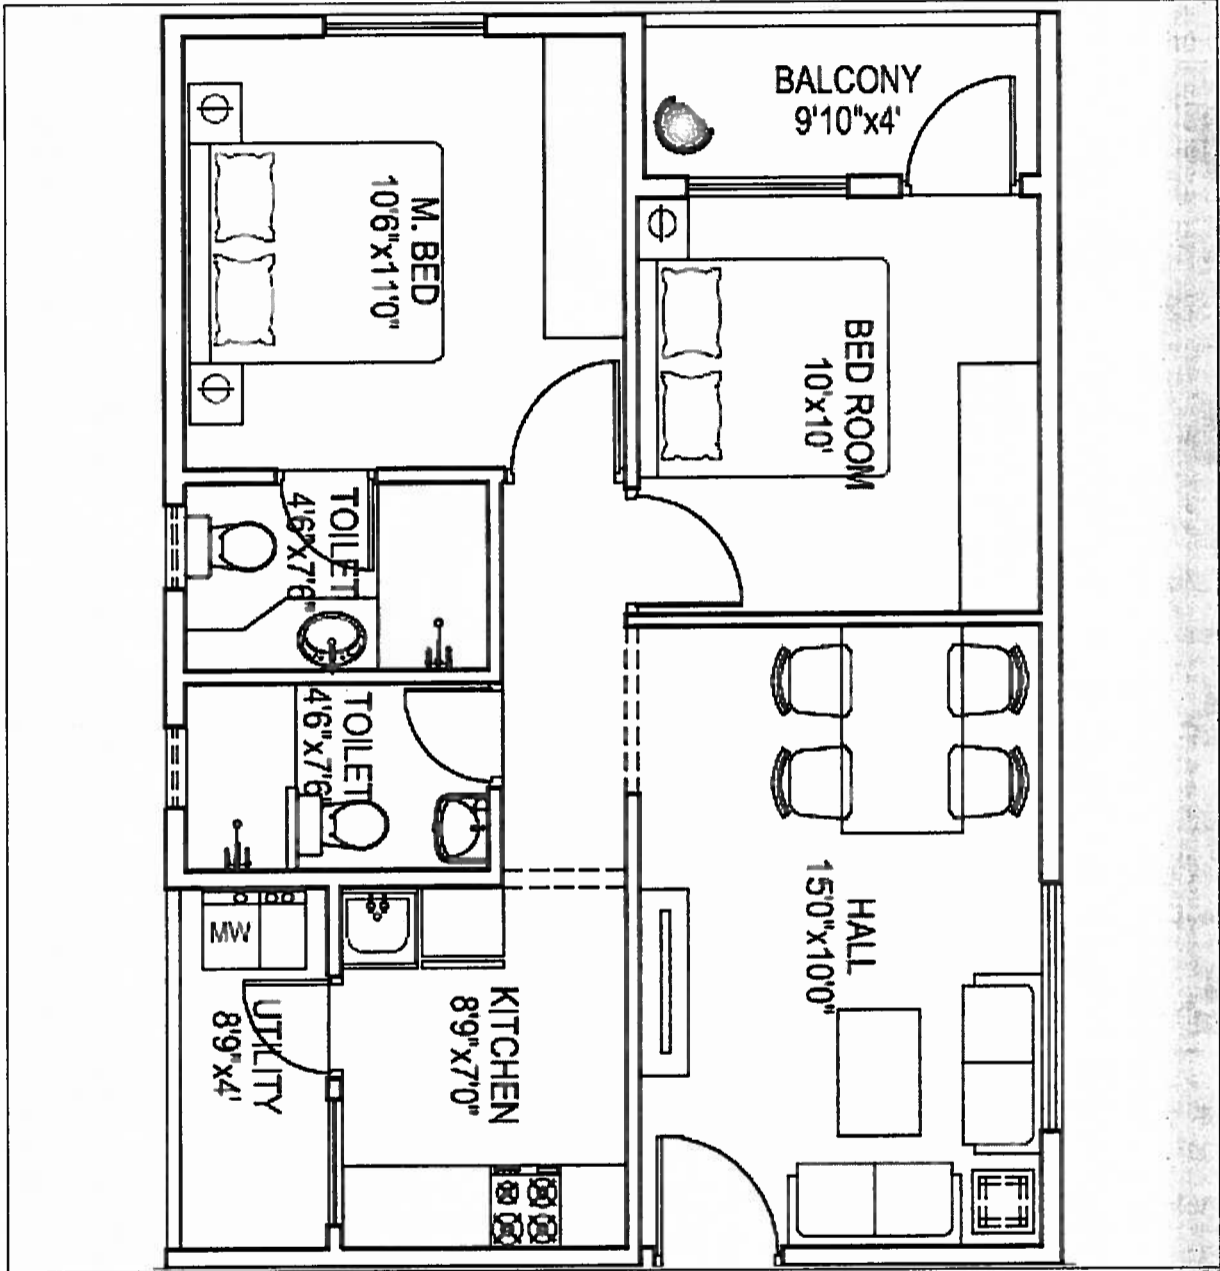 BALCONY
9'10"x4'
M. BED
10'6"x11'0"
BED ROOM
10'x10'
TOILET
4'6"x7'6"
TOILET
4'6"x7'6"
HALL
15'0"x10'0"
MW
UTILITY
8'9"x4'
KITCHEN
8'9"x7'0"